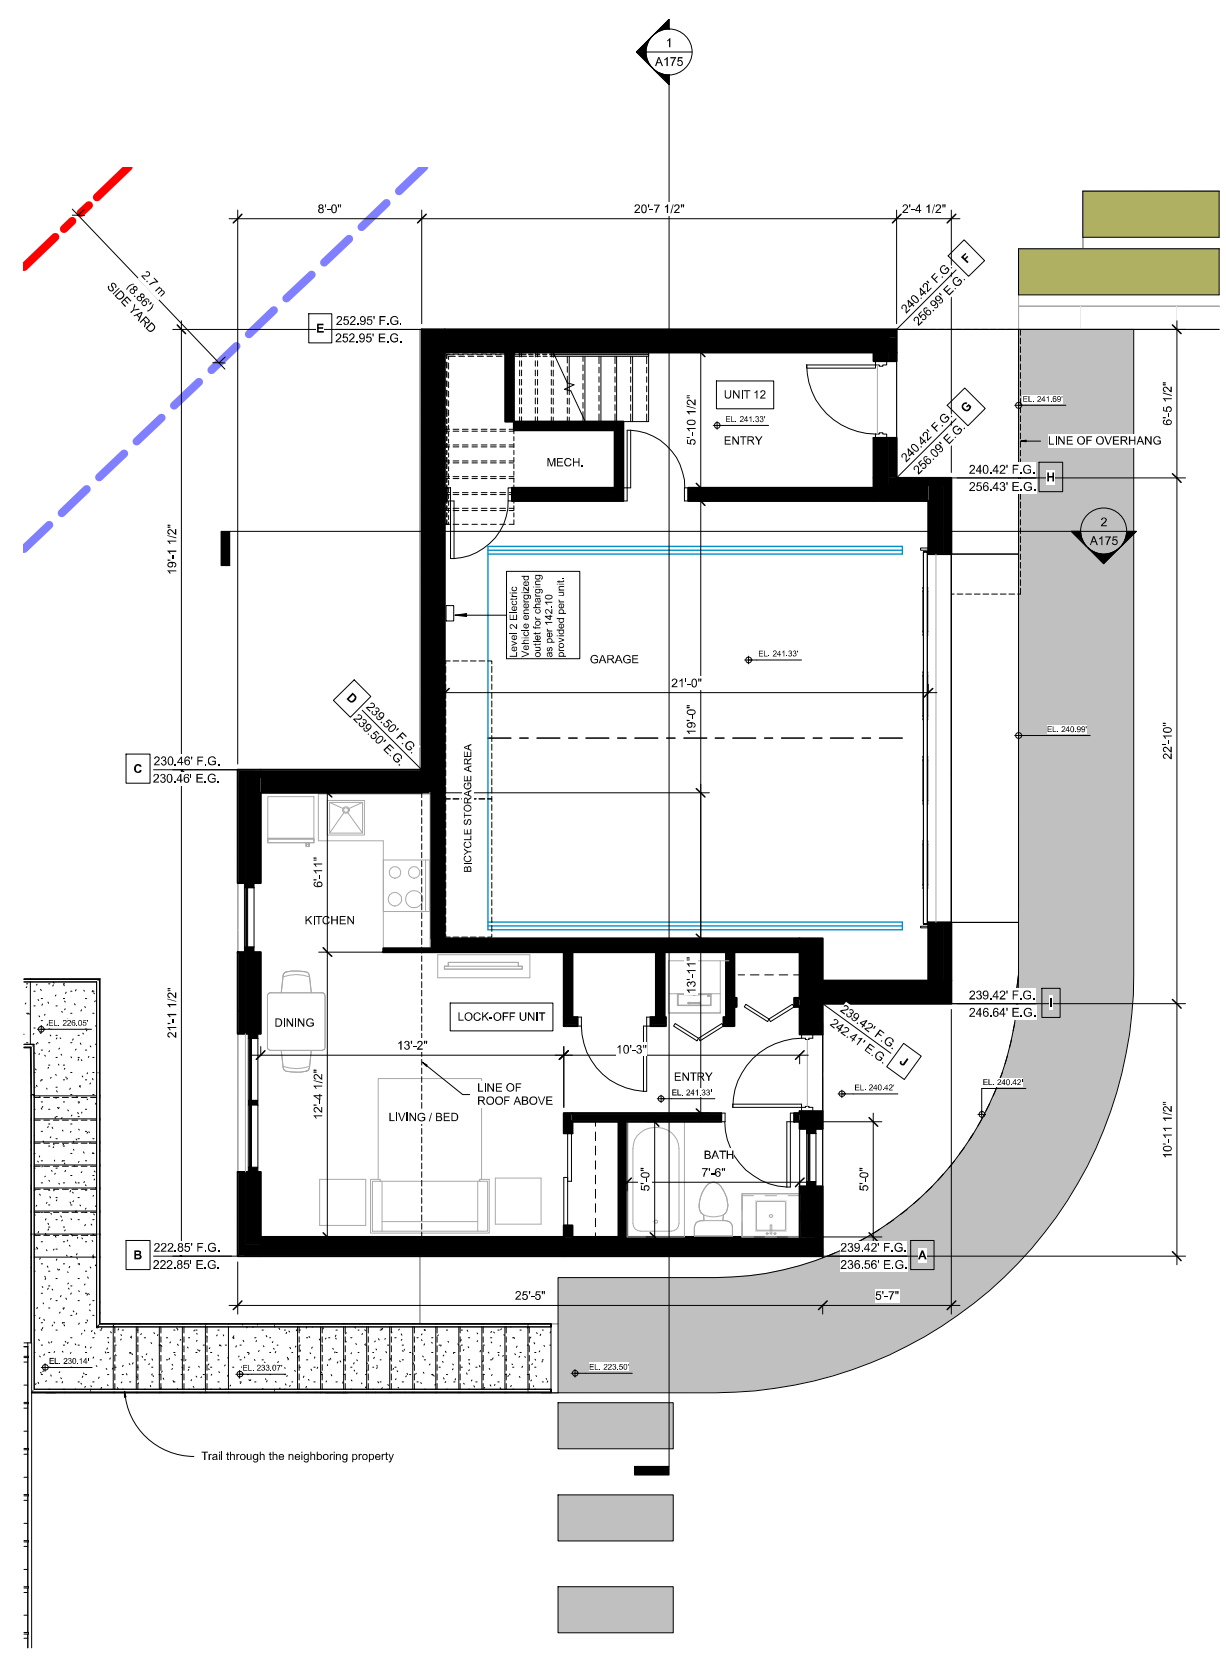 1
A175
8'-0"
20'-7 1/2"
2'-4 1/2"
2.7 m
(8.86')
SIDE YARD
F
240.42' F.G.
256.99' E.G.
E
252.95' F.G.
252.95' E.G.
UNIT 12
EL. 241.33'
ENTRY
5'-10 1/2"
MECH.
G
240.42' F.G.
256.09' E.G.
EL. 241.69'
LINE OF OVERHANG
6'-5 1/2"
240.42' F.G.
256.43' E.G.
H
2
A175
19'-1 1/2"
Level 2 Electric
Vehicle energized
outlet for charging
as per 142.10
provided per unit.
GARAGE
EL. 241.33'
21'-0"
19'-0"
D
239.50' F.G.
239.50' E.G.
EL. 240.99'
22'-10"
C
230.46' F.G.
230.46' E.G.
BICYCLE STORAGE AREA
6'-11"
KITCHEN
13'-11"
239.42' F.G.
246.64' E.G.
I
LOCK-OFF UNIT
DINING
EL. 226.05'
21'-1 1/2"
239.42' F.G.
242.41' E.G.
J
13'-2"
10'-3"
ENTRY
EL. 241.33'
EL. 240.42'
EL. 240.42'
LINE OF
ROOF ABOVE
12'-4 1/2"
LIVING / BED
10'-11 1/2"
BATH
7'-6"
5'-0"
5'-0"
B
222.85' F.G.
222.85' E.G.
239.42' F.G.
236.56' E.G.
A
25'-5"
5'-7"
EL. 230.14'
EL. 233.07'
EL. 223.50'
Trail through the neighboring property